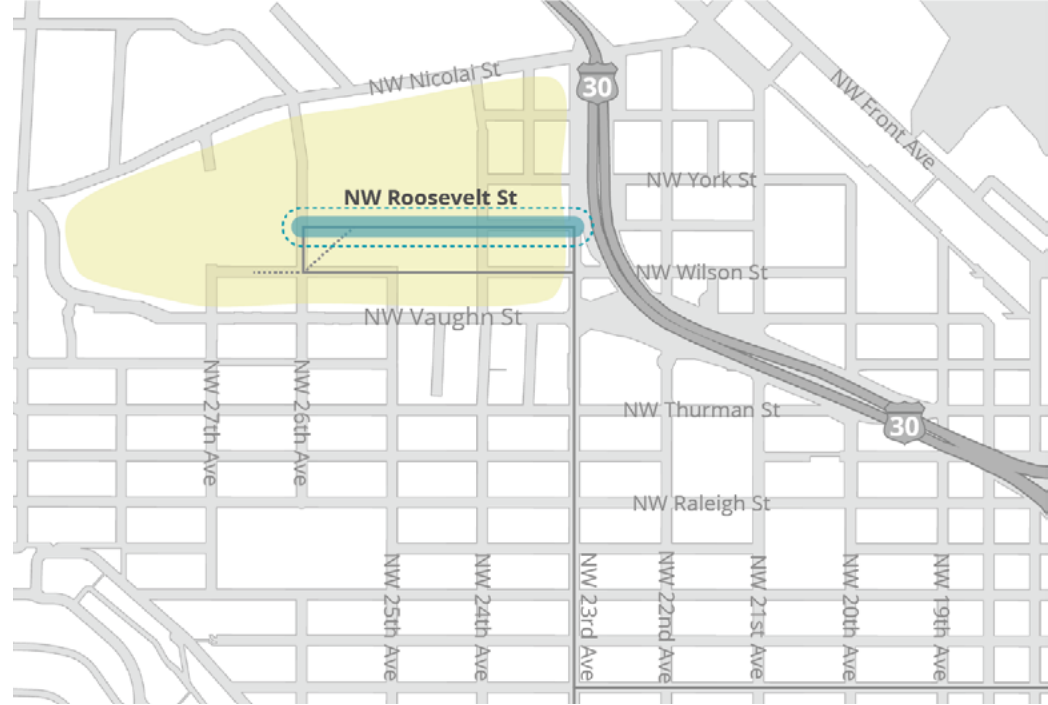 NW Nicolai St
30
NW Front Ave
NW York St
NW Roosevelt St
NW Wilson St
NW Vaughn St
NW 27th Ave
NW 26th Ave
NW Thurman St
30
NW Raleigh St
NW 25th Ave
NW 24th Ave
NW 23rd Ave
NW 22nd Ave
NW 21st Ave
NW 20th Ave
NW 19th Ave